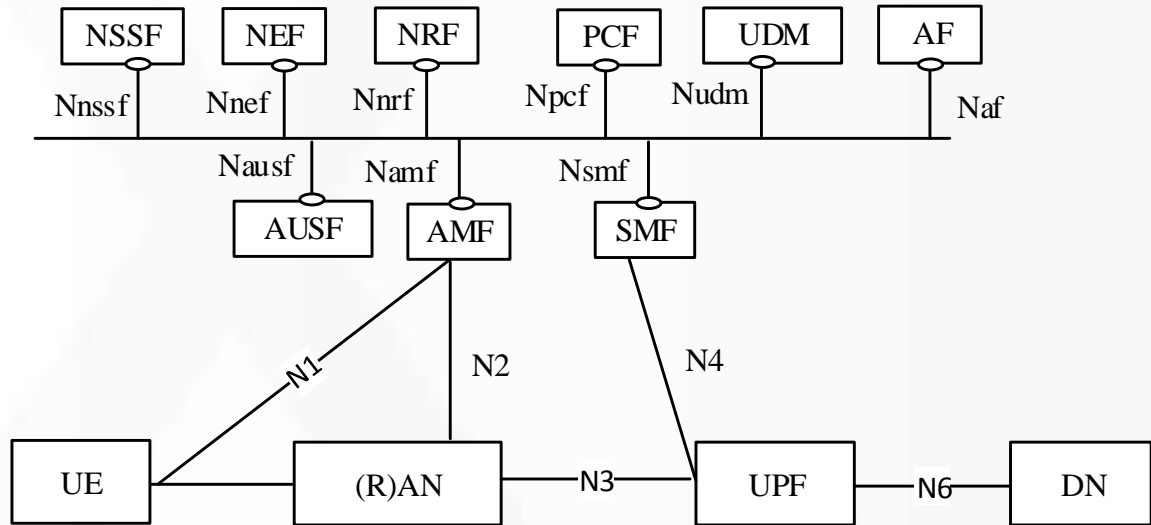 NSSF
NEF
NRF
PCF
UDM
AF
Nnssf
Nnef
Nnrf
Npcf
Nudm
Naf
Nausf
Namf
Nsmf
AUSF
AMF
SMF
N1
N2
N4
UE
(R)AN
N3
UPF
N6
DN